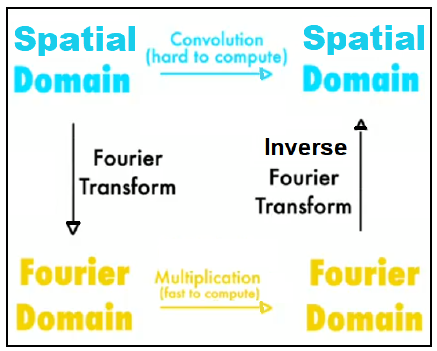 Spatial
Domain
Convolution
(hard to compute)
Spatial
Domain
Fourier
Transform
Inverse
Fourier
Transform
Fourier
Domain
Multiplication
(fast to compute)
Fourier
Domain